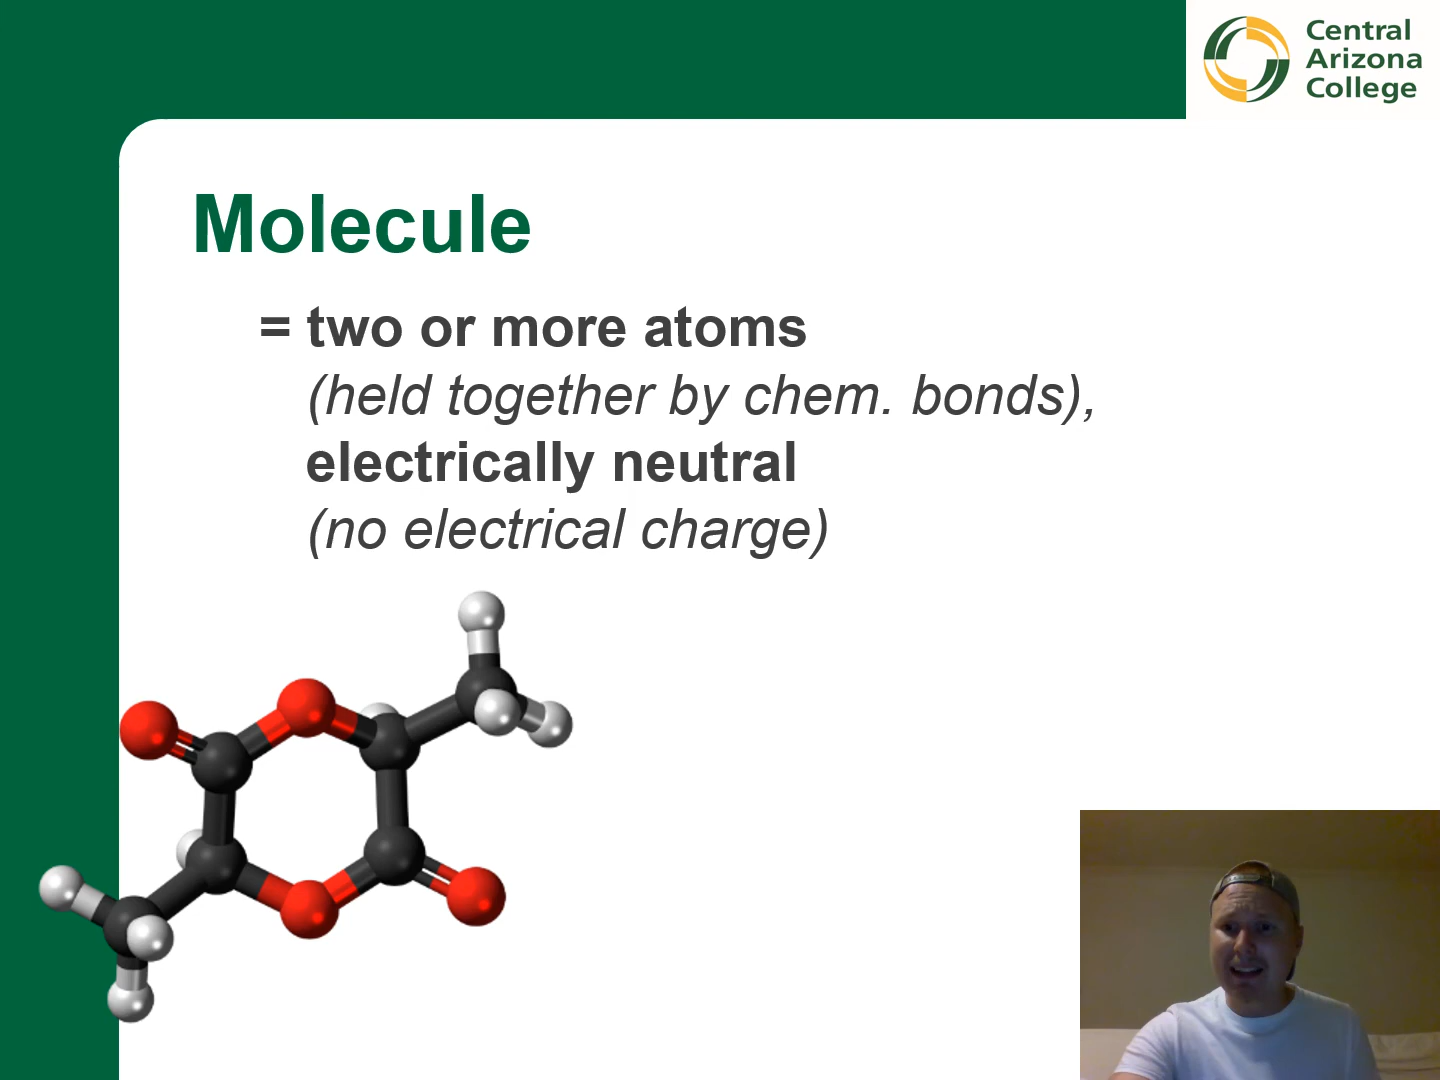 Central
Arizona
College
Molecule
= two or more atoms
(held together by chem. bonds),
electrically neutral
(no electrical charge)